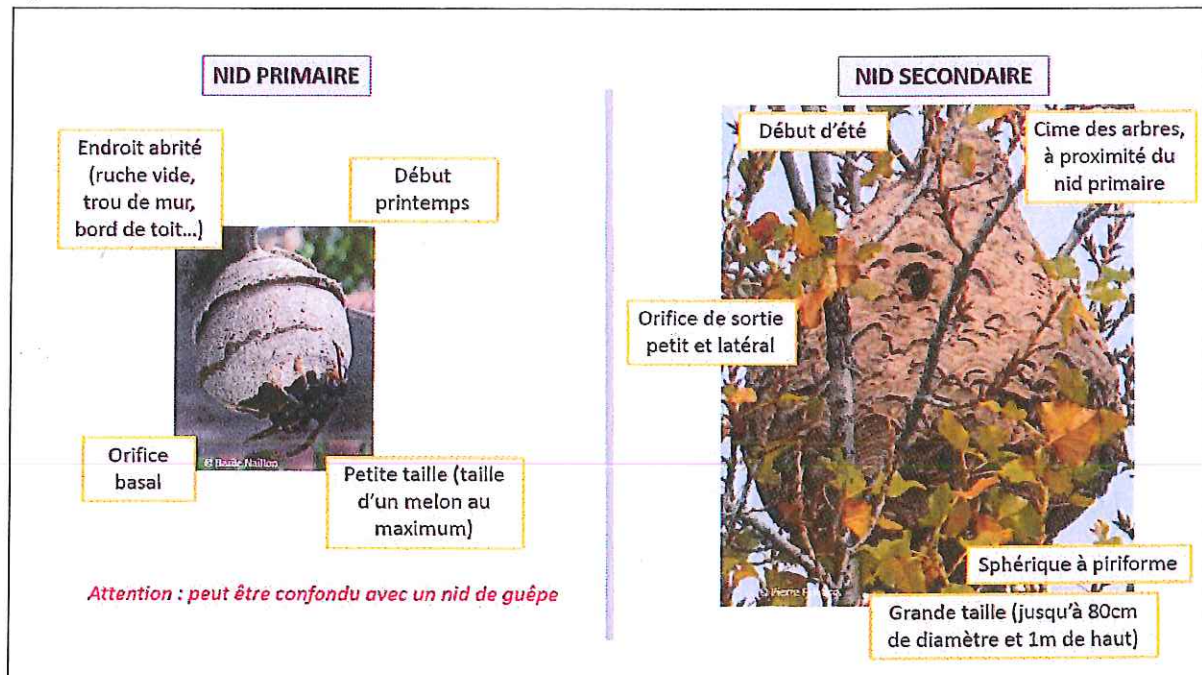 NID PRIMAIRE
Endroit abrité
(ruche vide,
trou de mur,
bord de toit...)
Début
printemps
Orifice
basal
Petite taille (taille
d'un melon au
maximum)
Attention : peut être confondu avec un nid de guêpe
NID SECONDAIRE
Début d'été
Cime des arbres,
à proximité du
nid primaire
Orifice de sortie
petit et latéral
Sphérique à piriforme
© Pierre
Grande taille (jusqu'à 80cm
de diamètre et 1m de haut)